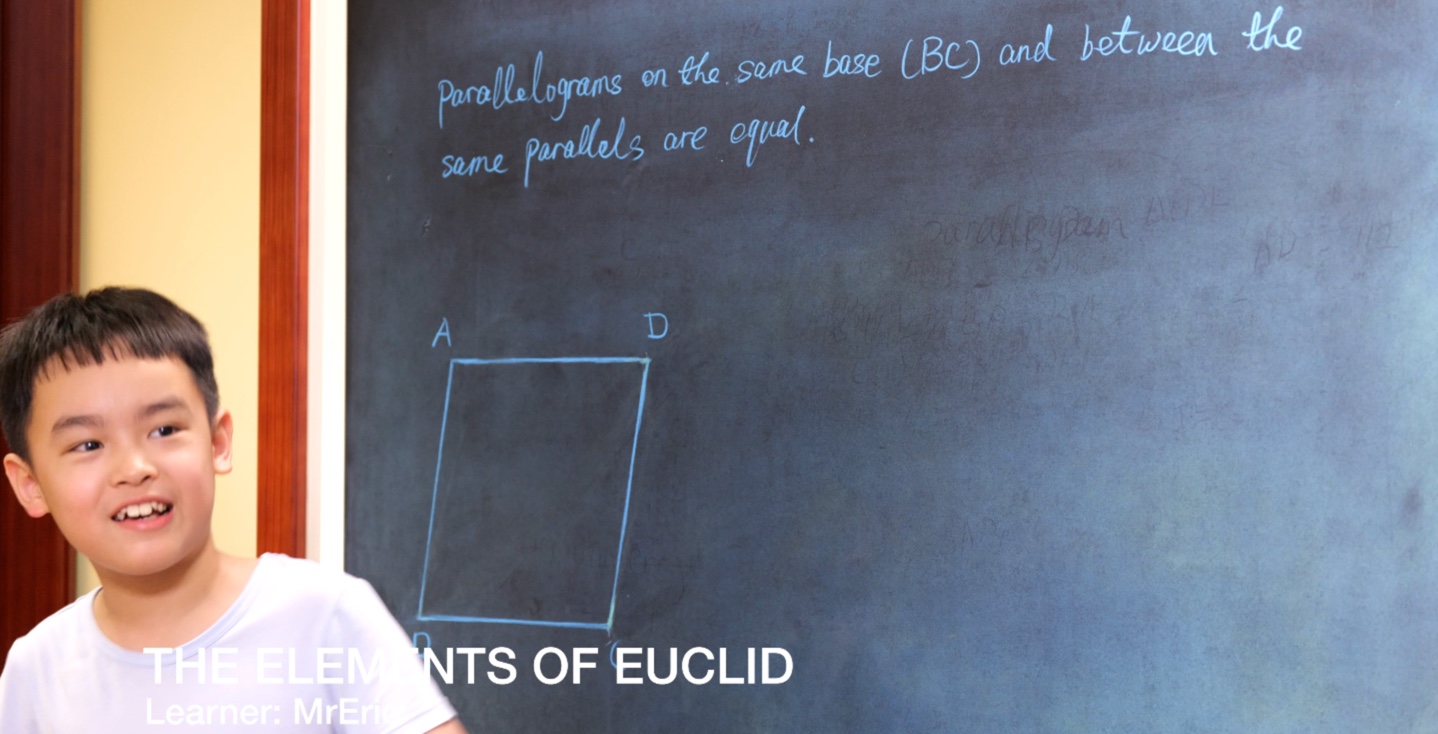 Parallelograms on the same base (BC) and between the
same parallels are equal.
A D
B C
THE ELEMENTS OF EUCLID
Learner: MrEric